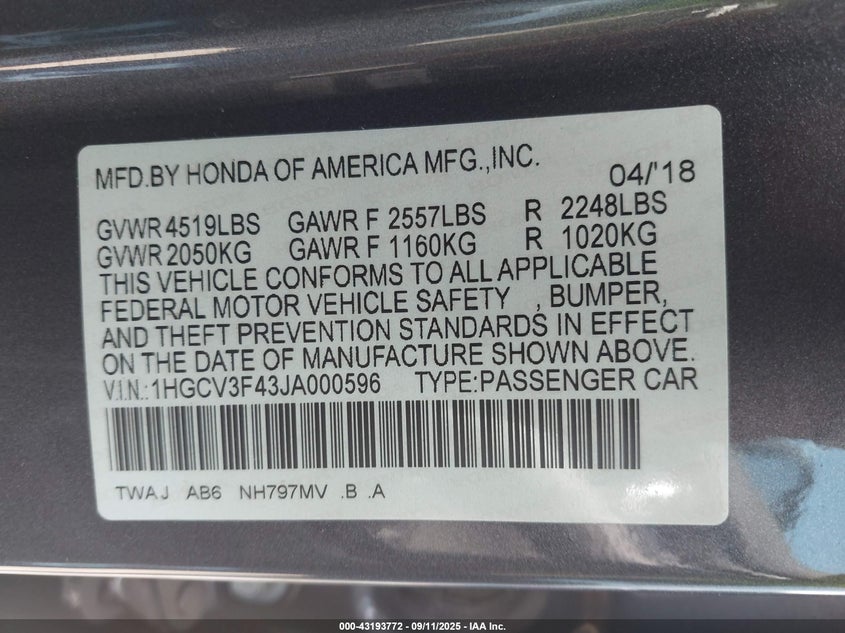 MFD.BY HONDA OF AMERICA MFG.,INC. 04/'18
GVWR 4519LBS GAWR F 2557LBS R 2248LBS
GVWR 2050KG GAWR F 1160KG R 1020KG
THIS VEHICLE CONFORMS TO ALL APPLICABLE
FEDERAL MOTOR VEHICLE SAFETY , BUMPER,
AND THEFT PREVENTION STANDARDS IN EFFECT
ON THE DATE OF MANUFACTURE SHOWN ABOVE.
V.I.N.:1HGCV3F43JA000596 TYPE:PASSENGER CAR
TWAJ AB6 NH797MV .B .A
000-43193772 - 09/11/2025 - IAA Inc.